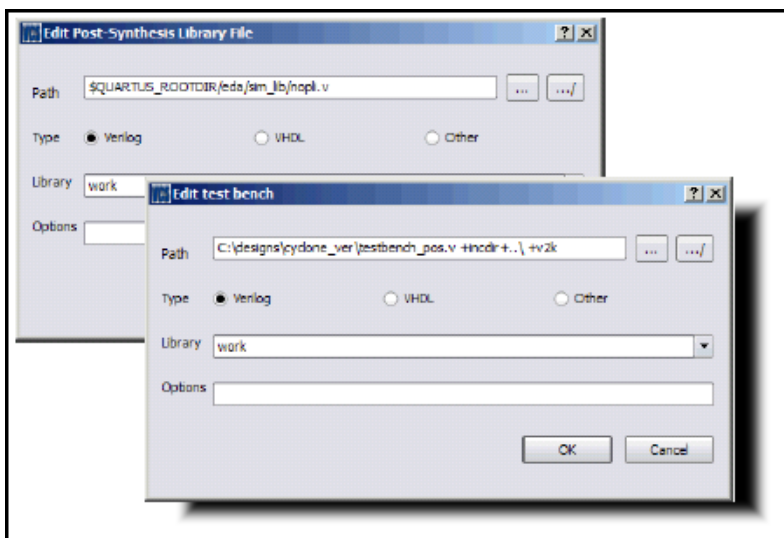 Edit Post-Synthesis Library File
Path $QUARTUS_ROOTDIR/eda/sim_lib/nopli.v ... .../
Type Verilog VHDL Other
Library work
Options
Edit test bench
Path C:\designs\cyclone_ver\testbench_pos.v +incdir+..\ +v2k ... .../
Type Verilog VHDL Other
Library work
Options
OK Cancel